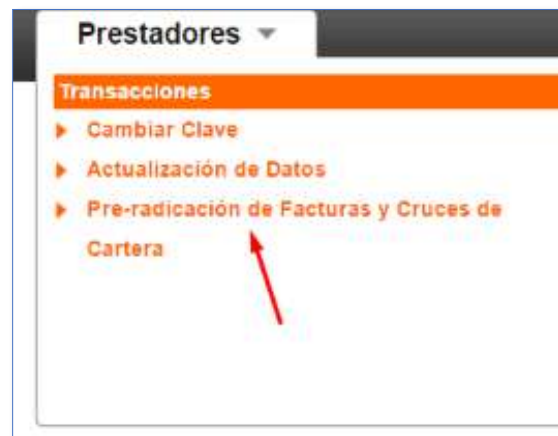 Prestadores
Transacciones
Cambiar Clave
Actualización de Datos
Pre-radicación de Facturas y Cruces de
Cartera